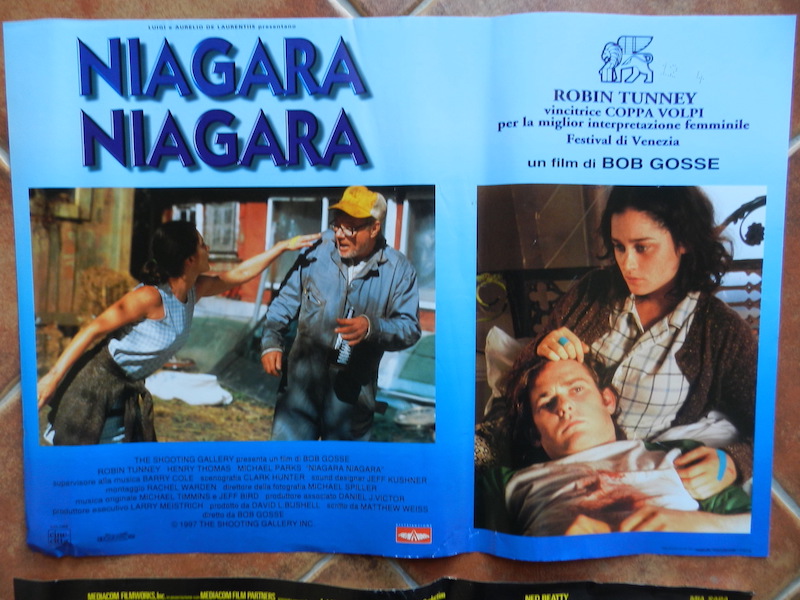 LUIGI e AURELIO DE LAURENTIIS presentano
NIAGARA
NIAGARA
12 4
ROBIN TUNNEY
vincitrice COPPA VOLPI
per la miglior interpretazione femminile
Festival di Venezia
un film di BOB GOSSE
THE SHOOTING GALLERY presenta un film di BOB GOSSE
ROBIN TUNNEY HENRY THOMAS MICHAEL PARKS "NIAGARA NIAGARA"
supervisore alla musica BARRY COLE scenografia CLARK HUNTER sound designer JEFF KUSHNER
montaggio RACHEL WARDEN direttore della fotografia MICHAEL SPILLER
musica originale MICHAEL TIMMINS e JEFF BIRD produttore associato DANIEL J.VICTOR
produttore esecutivo LARRY MEISTRICH prodotto da DAVID L.BUSHELL scritto da MATTHEW WEISS
diretto da BOB GOSSE
© 1997 THE SHOOTING GALLERY INC.
MEDIACOM FILMWORKS, Inc. MEDIACOM FILM PARTNERS
NED BEATTY